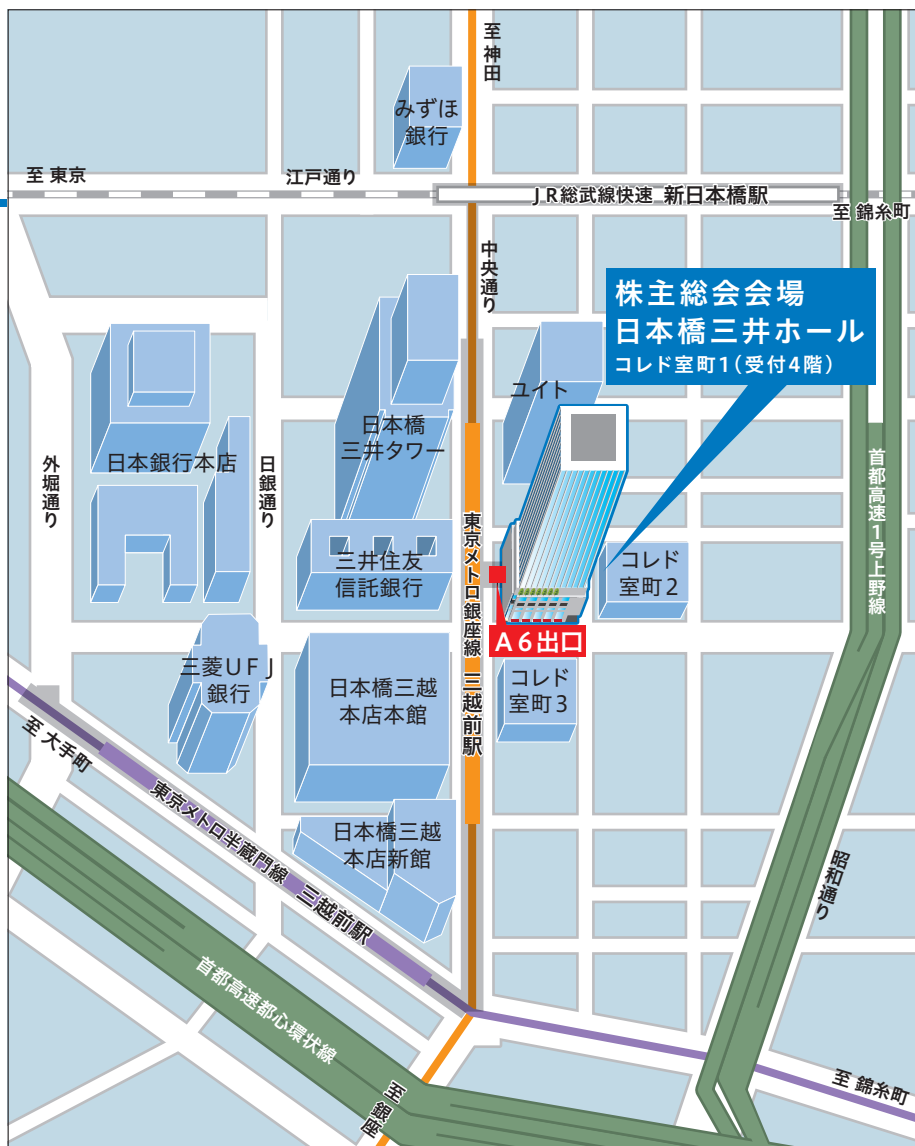 至神田
みずほ
銀行
至 東京
江戸通り
JR総武線快速 新日本橋駅
至 錦糸町
中央通り
株主総会会場
日本橋三井ホール
コレド室町1(受付4階)
ユイト
日本橋
三井タワー
日本銀行本店
外堀通り
日銀通り
首都高速1号上野線
東京メトロ銀座線 三越前駅
三井住友
信託銀行
コレド
室町2
A6出口
三菱UFJ
銀行
日本橋三越
本店本館
コレド
室町3
至 大手町
東京メトロ半蔵門線 三越前駅
日本橋三越
本店新館
昭和通り
首都高速都心環状線
至銀座
至 錦糸町